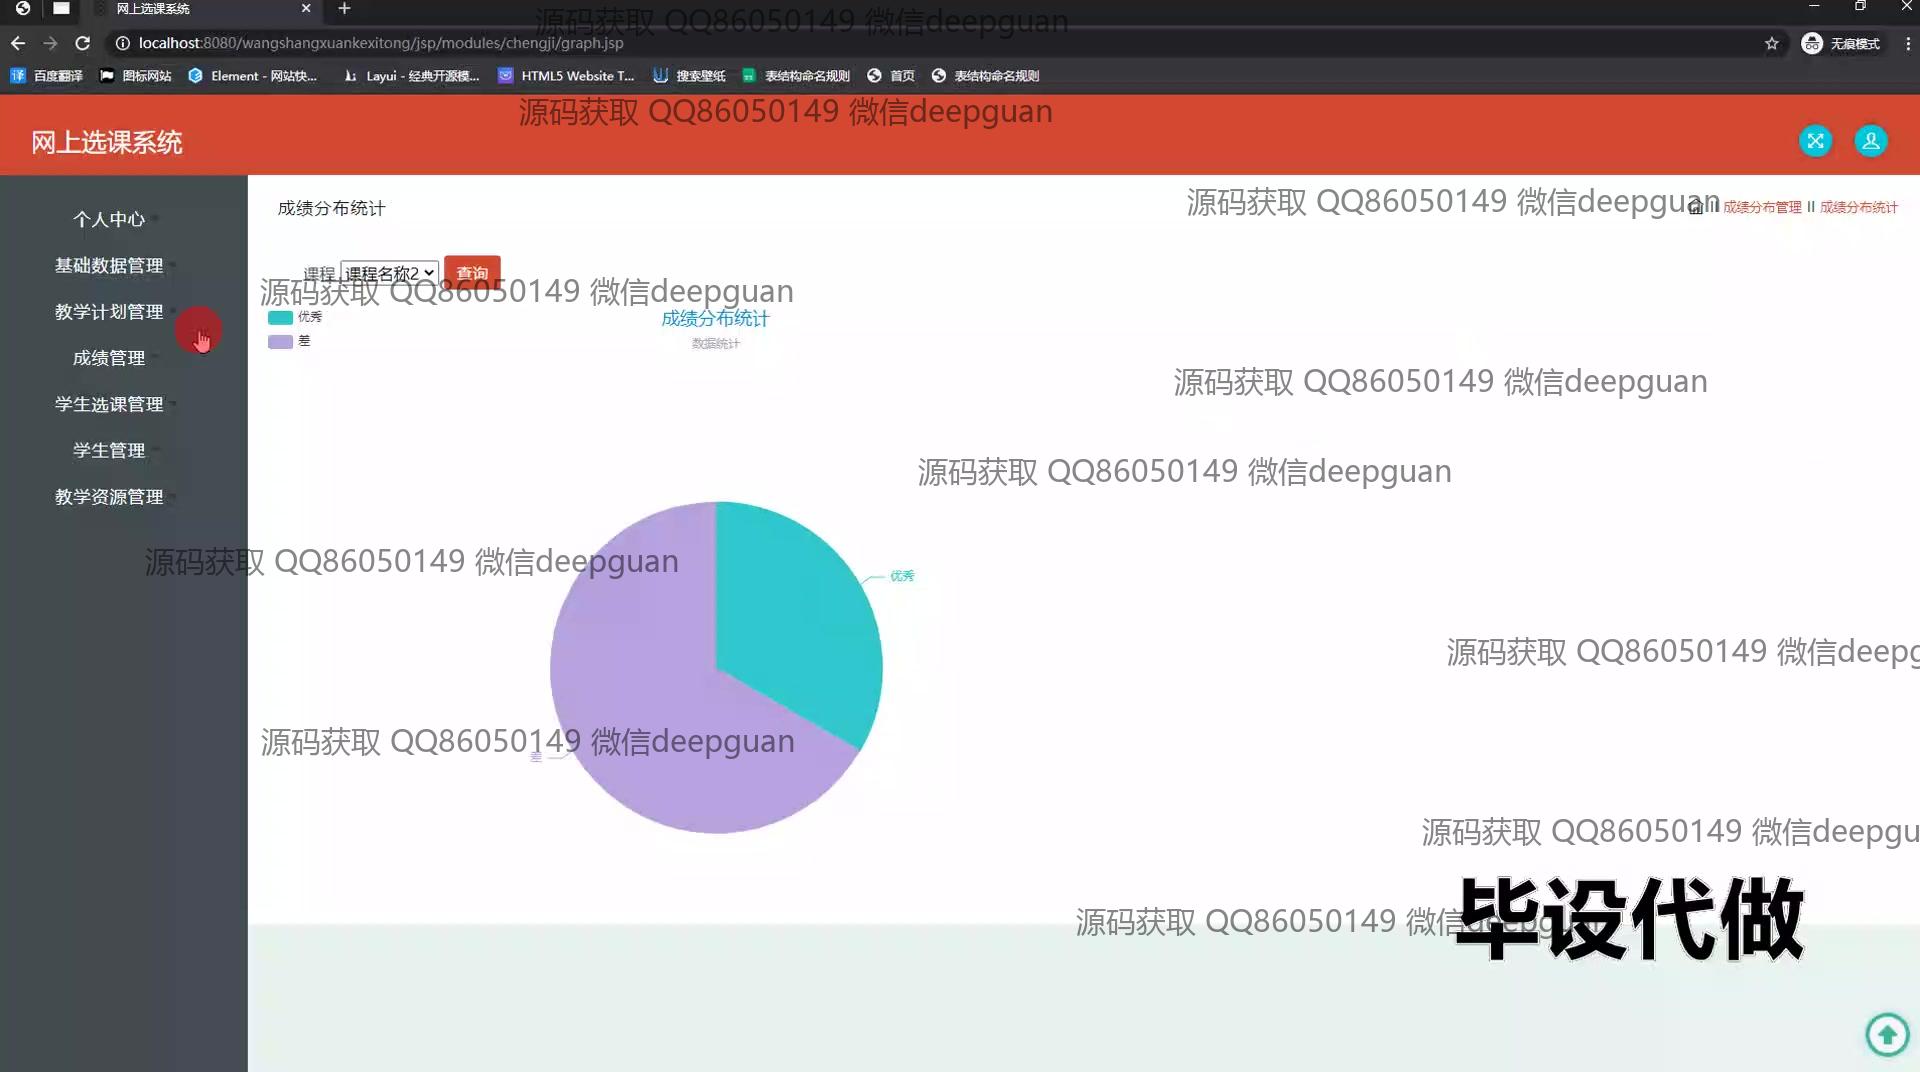 网上选课系统
源码获取 QQ86050149 微信deepguan
localhost:8080/wangshangxuankexitong/jsp/modules/chengji/graph.jsp
无痕模式
百度翻译
图标网站
Element - 网站快...
Layui - 经典开源模...
HTML5 Website T...
搜索壁纸
表结构命名规则
首页
表结构命名规则
源码获取 QQ86050149 微信deepguan
网上选课系统
个人中心
基础数据管理
教学计划管理
成绩管理
学生选课管理
学生管理
教学资源管理
成绩分布统计
源码获取 QQ86050149 微信deepguan
成绩分布管理 II 成绩分布统计
课程 课程名称2 查询
源码获取 QQ86050149 微信deepguan
优秀
差
成绩分布统计
数据统计
源码获取 QQ86050149 微信deepguan
源码获取 QQ86050149 微信deepguan
源码获取 QQ86050149 微信deepguan
优秀
源码获取 QQ86050149 微信deepg
源码获取 QQ86050149 微信deepguan
差
源码获取 QQ86050149 微信deepgu
源码获取 QQ86050149 微信deepguan
毕设代做